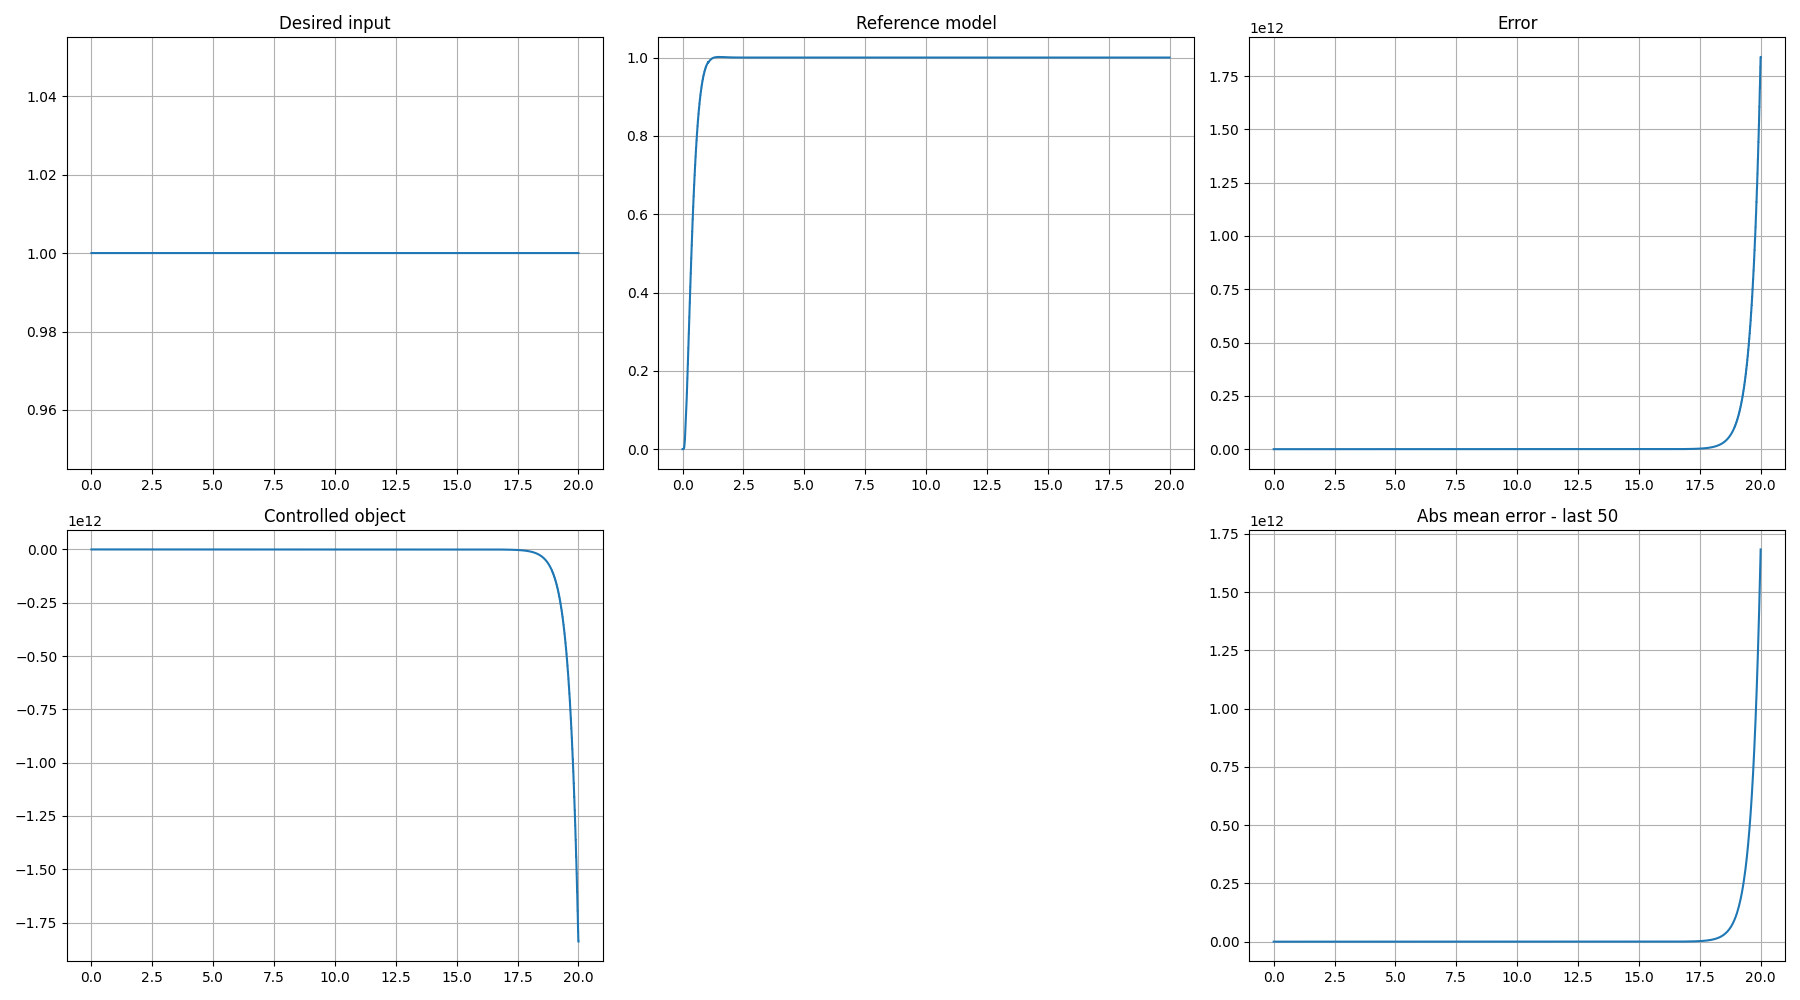 Desired input
1.04
1.02
1.00
0.98
0.96
0.0 2.5 5.0 7.5 10.0 12.5 15.0 17.5 20.0
Reference model
1.0
0.8
0.6
0.4
0.2
0.0
0.0 2.5 5.0 7.5 10.0 12.5 15.0 17.5 20.0
Error
1e12
1.75
1.50
1.25
1.00
0.75
0.50
0.25
0.00
0.0 2.5 5.0 7.5 10.0 12.5 15.0 17.5 20.0
Controlled object
1e12
0.00
−0.25
−0.50
−0.75
−1.00
−1.25
−1.50
−1.75
0.0 2.5 5.0 7.5 10.0 12.5 15.0 17.5 20.0
Abs mean error - last 50
1e12
1.75
1.50
1.25
1.00
0.75
0.50
0.25
0.00
0.0 2.5 5.0 7.5 10.0 12.5 15.0 17.5 20.0